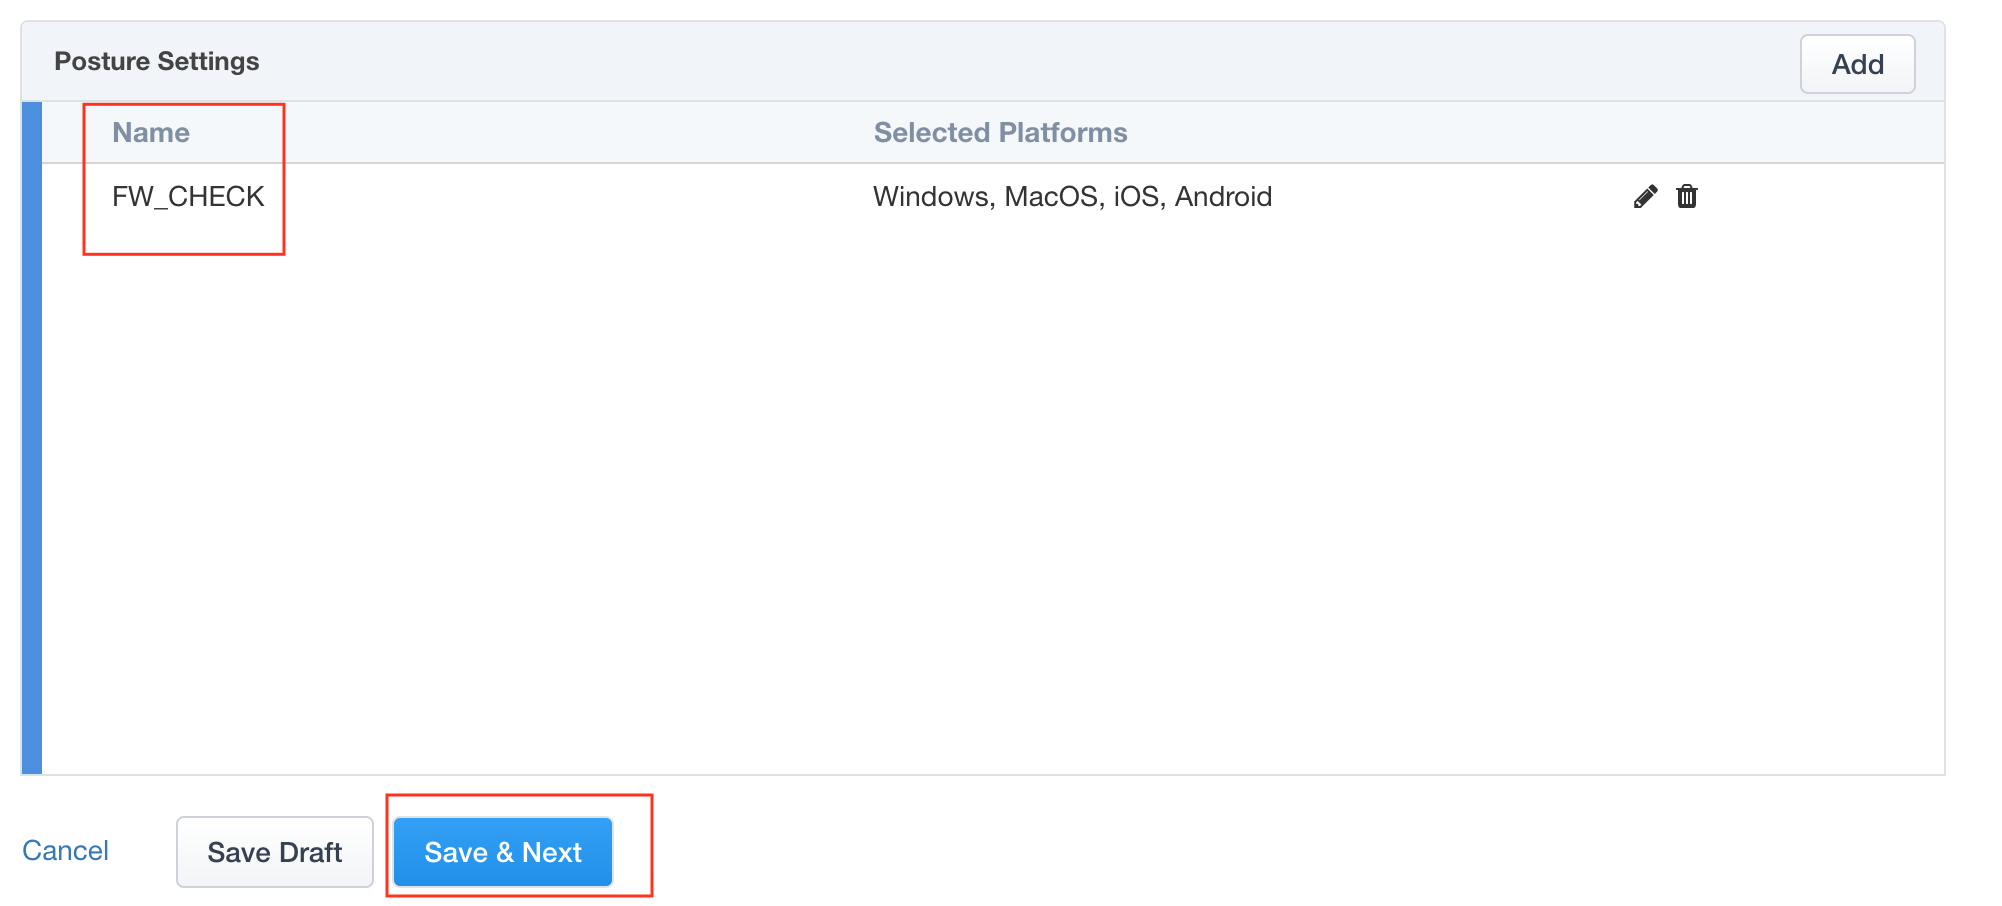 Posture Settings
Add
Name
Selected Platforms
FW_CHECK
Windows, MacOS, iOS, Android
Cancel
Save Draft
Save & Next